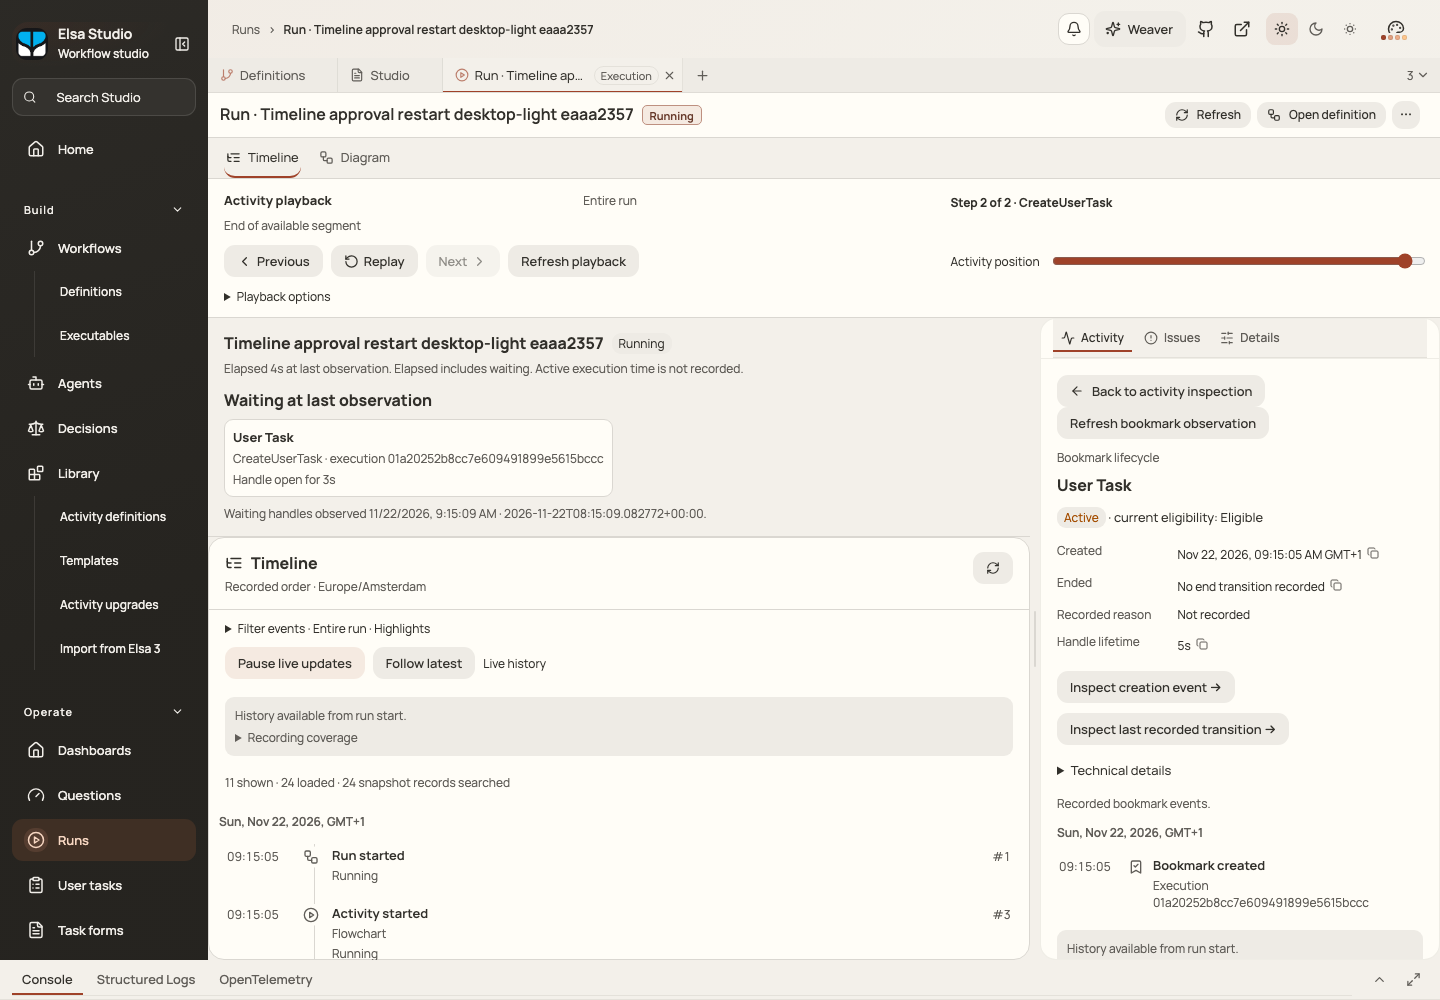 Elsa Studio
Workflow studio
Search Studio
Home
Build
Workflows
Definitions
Executables
Agents
Decisions
Library
Activity definitions
Templates
Activity upgrades
Import from Elsa 3
Operate
Dashboards
Questions
Runs
User tasks
Task forms
Runs › Run · Timeline approval restart desktop-light eaaa2357
Weaver
Definitions
Studio
Run · Timeline ap... Execution
3
Run · Timeline approval restart desktop-light eaaa2357 Running
Refresh
Open definition
Timeline
Diagram
Activity playback
Entire run
Step 2 of 2 · CreateUserTask
End of available segment
Previous
Replay
Next
Refresh playback
Activity position
Playback options
Timeline approval restart desktop-light eaaa2357 Running
Elapsed 4s at last observation. Elapsed includes waiting. Active execution time is not recorded.
Waiting at last observation
User Task
CreateUserTask · execution 01a20252b8cc7e609491899e5615bccc
Handle open for 3s
Waiting handles observed 11/22/2026, 9:15:09 AM · 2026-11-22T08:15:09.082772+00:00.
Timeline
Recorded order · Europe/Amsterdam
Filter events · Entire run · Highlights
Pause live updates
Follow latest
Live history
History available from run start.
Recording coverage
11 shown · 24 loaded · 24 snapshot records searched
Sun, Nov 22, 2026, GMT+1
09:15:05 Run started #1
Running
09:15:05 Activity started #3
Flowchart
Running
Activity
Issues
Details
Back to activity inspection
Refresh bookmark observation
Bookmark lifecycle
User Task
Active · current eligibility: Eligible
Created Nov 22, 2026, 09:15:05 AM GMT+1
Ended No end transition recorded
Recorded reason Not recorded
Handle lifetime 5s
Inspect creation event →
Inspect last recorded transition →
Technical details
Recorded bookmark events.
Sun, Nov 22, 2026, GMT+1
09:15:05 Bookmark created
Execution
01a20252b8cc7e609491899e5615bccc
History available from run start.
Console
Structured Logs
OpenTelemetry